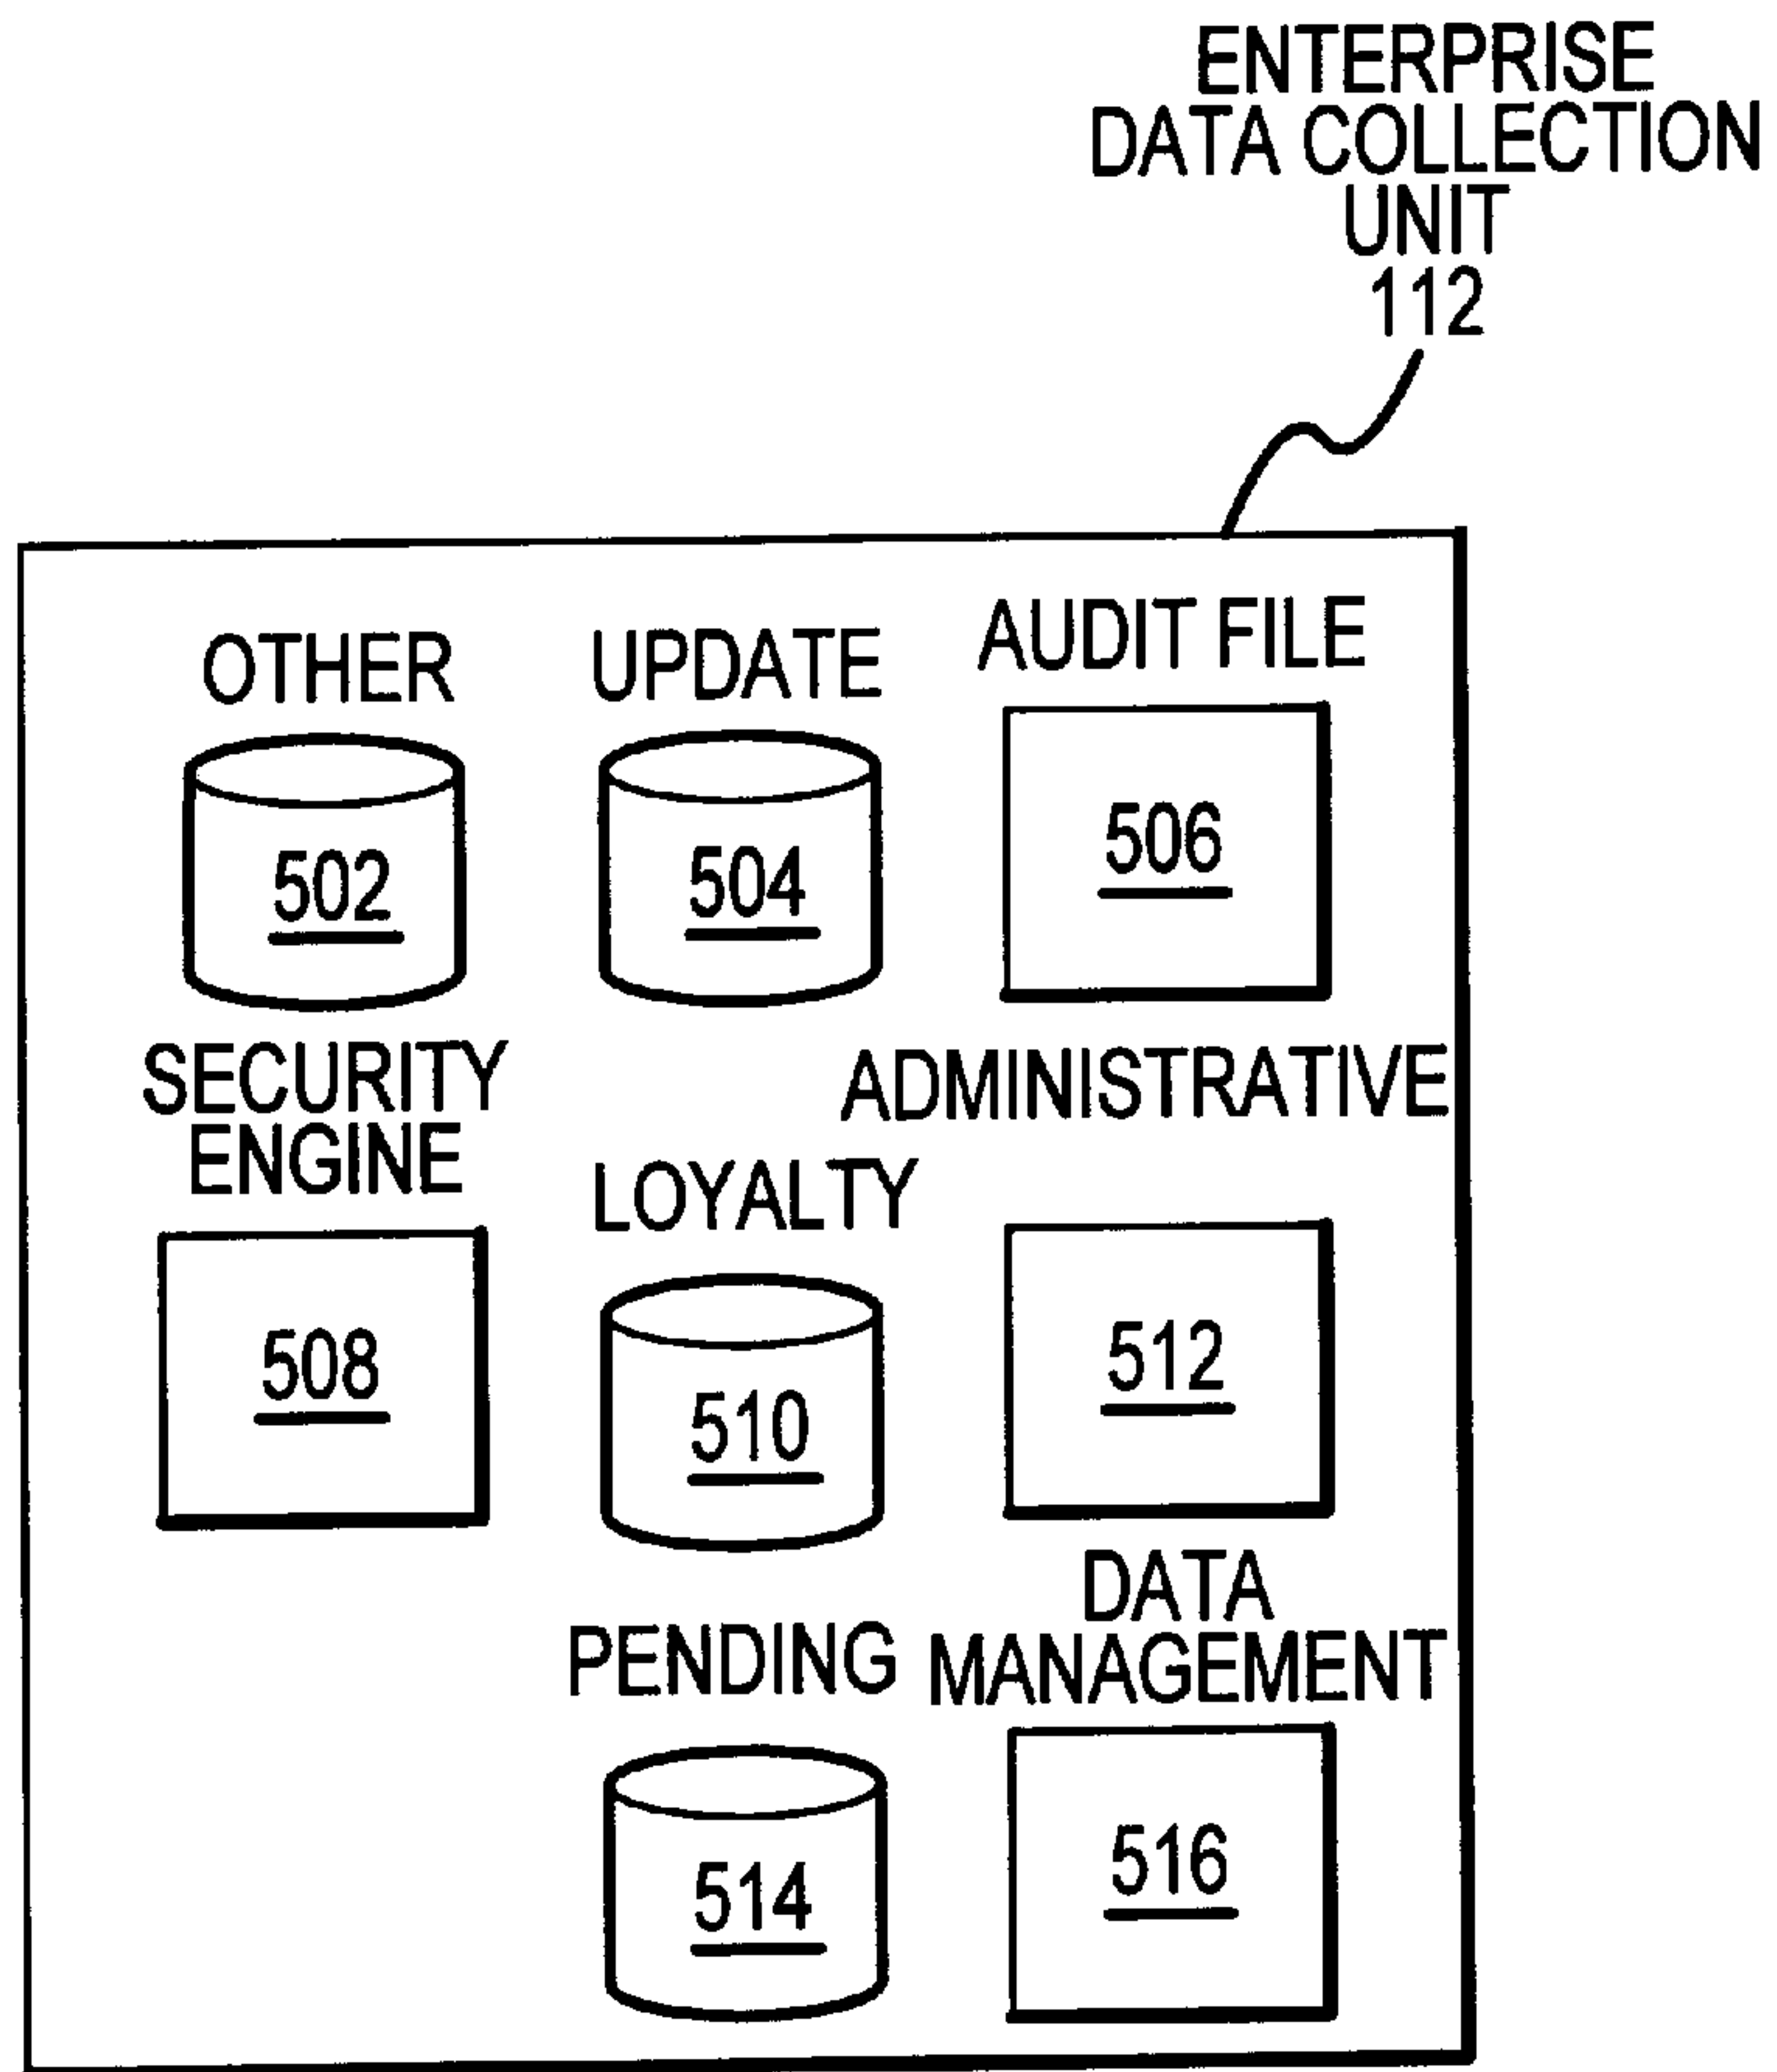 ENTERPRISE
DATA COLLECTION
UNIT
112
OTHER
UPDATE
AUDIT FILE
502
504
506
SECURITY
ENGINE
LOYALTY
ADMINISTRATIVE
508
510
512
PENDING
DATA
MANAGEMENT
514
516